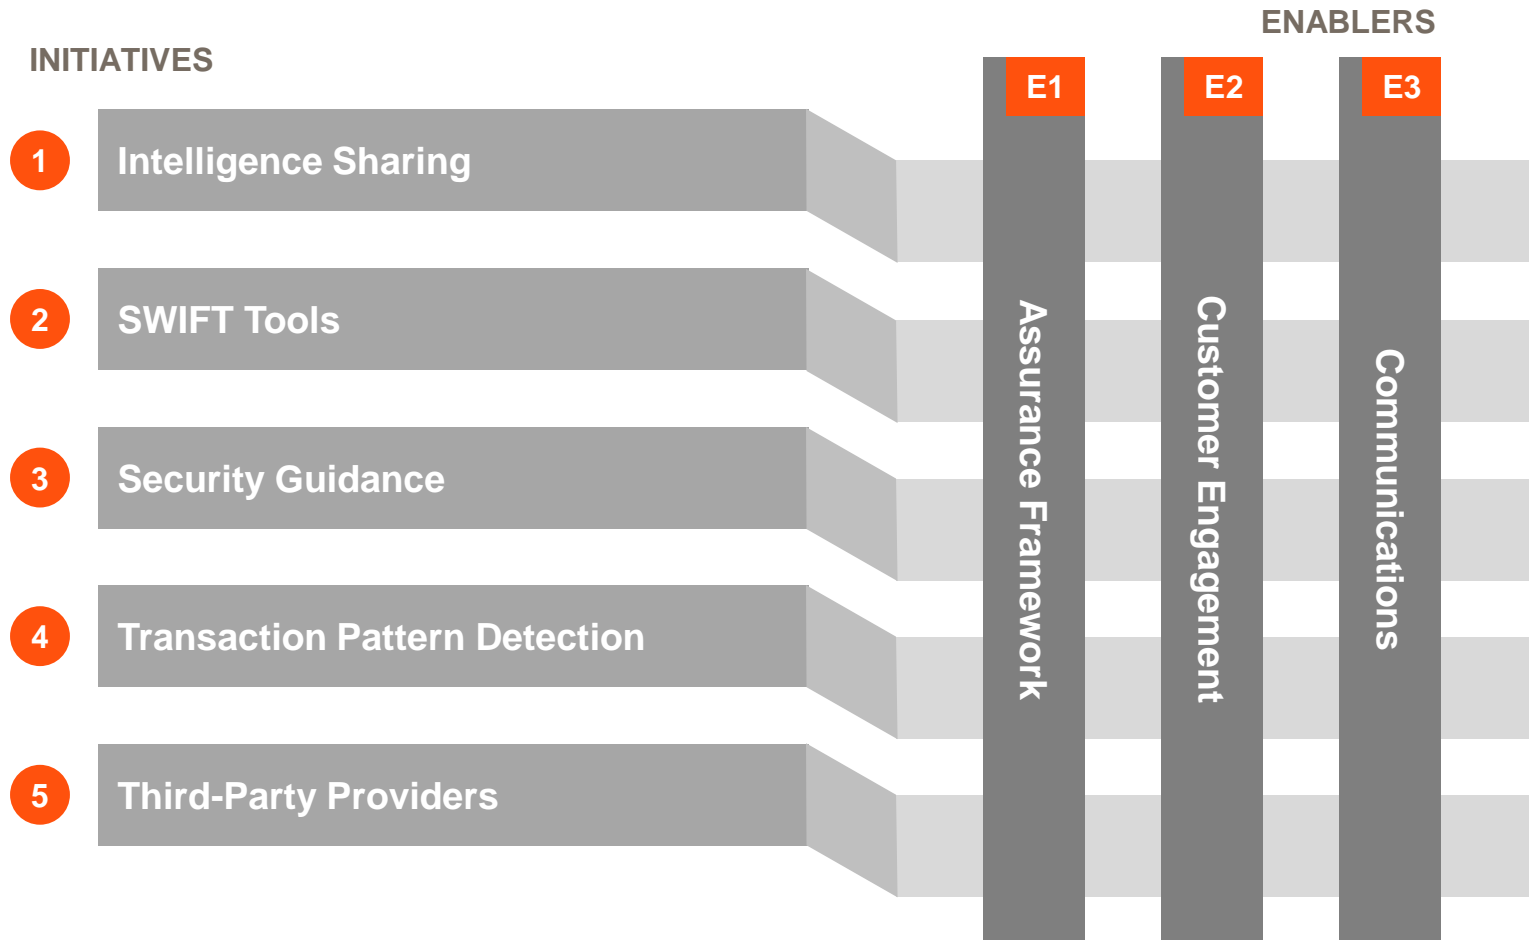 INITIATIVES
1
Intelligence Sharing
2
SWIFT Tools
3
Security Guidance
4
Transaction Pattern Detection
5
Third-Party Providers
ENABLERS
E1
Assurance Framework
E2
Customer Engagement
E3
Communications